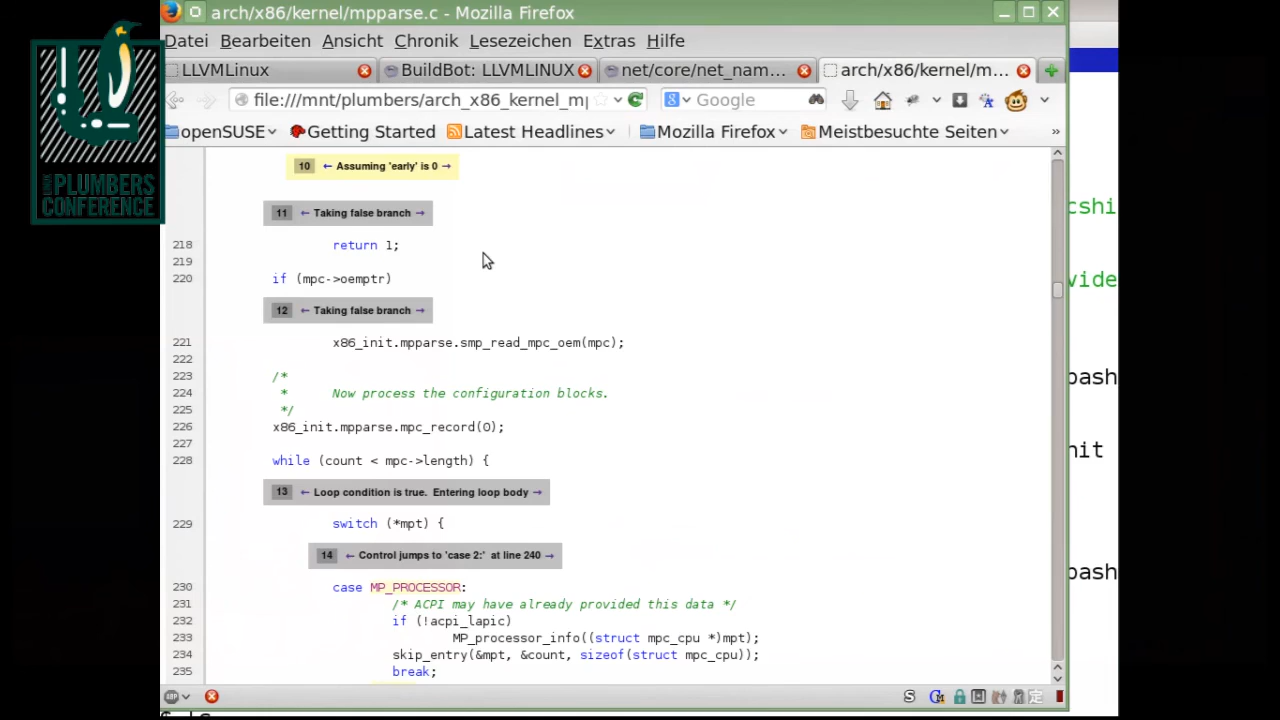 arch/x86/kernel/mpparse.c - Mozilla Firefox
Datei Bearbeiten Ansicht Chronik Lesezeichen Extras Hilfe
LLVMLinux BuildBot: LLVMLINUX net/core/net_nam... arch/x86/kernel/m...
file:///mnt/plumbers/arch_x86_kernel_m Google
openSUSE Getting Started Latest Headlines Mozilla Firefox Meistbesuchte Seiten »
PLUMBERS
CONFERENCE
10 ← Assuming 'early' is 0 →
11 ← Taking false branch →
218 return 1;
219
220 if (mpc->oemptr)
12 ← Taking false branch →
221 x86_init.mpparse.smp_read_mpc_oem(mpc);
222
223 /*
224 * Now process the configuration blocks.
225 */
226 x86_init.mpparse.mpc_record(0);
227
228 while (count < mpc->length) {
13 ← Loop condition is true. Entering loop body →
229 switch (*mpt) {
14 ← Control jumps to 'case 2:' at line 240 →
230 case MP_PROCESSOR:
231 /* ACPI may have already provided this data */
232 if (!acpi_lapic)
233 MP_processor_info((struct mpc_cpu *)mpt);
234 skip_entry(&mpt, &count, sizeof(struct mpc_cpu));
235 break;
cshi
vide
bash
nit
bash
ABP
S